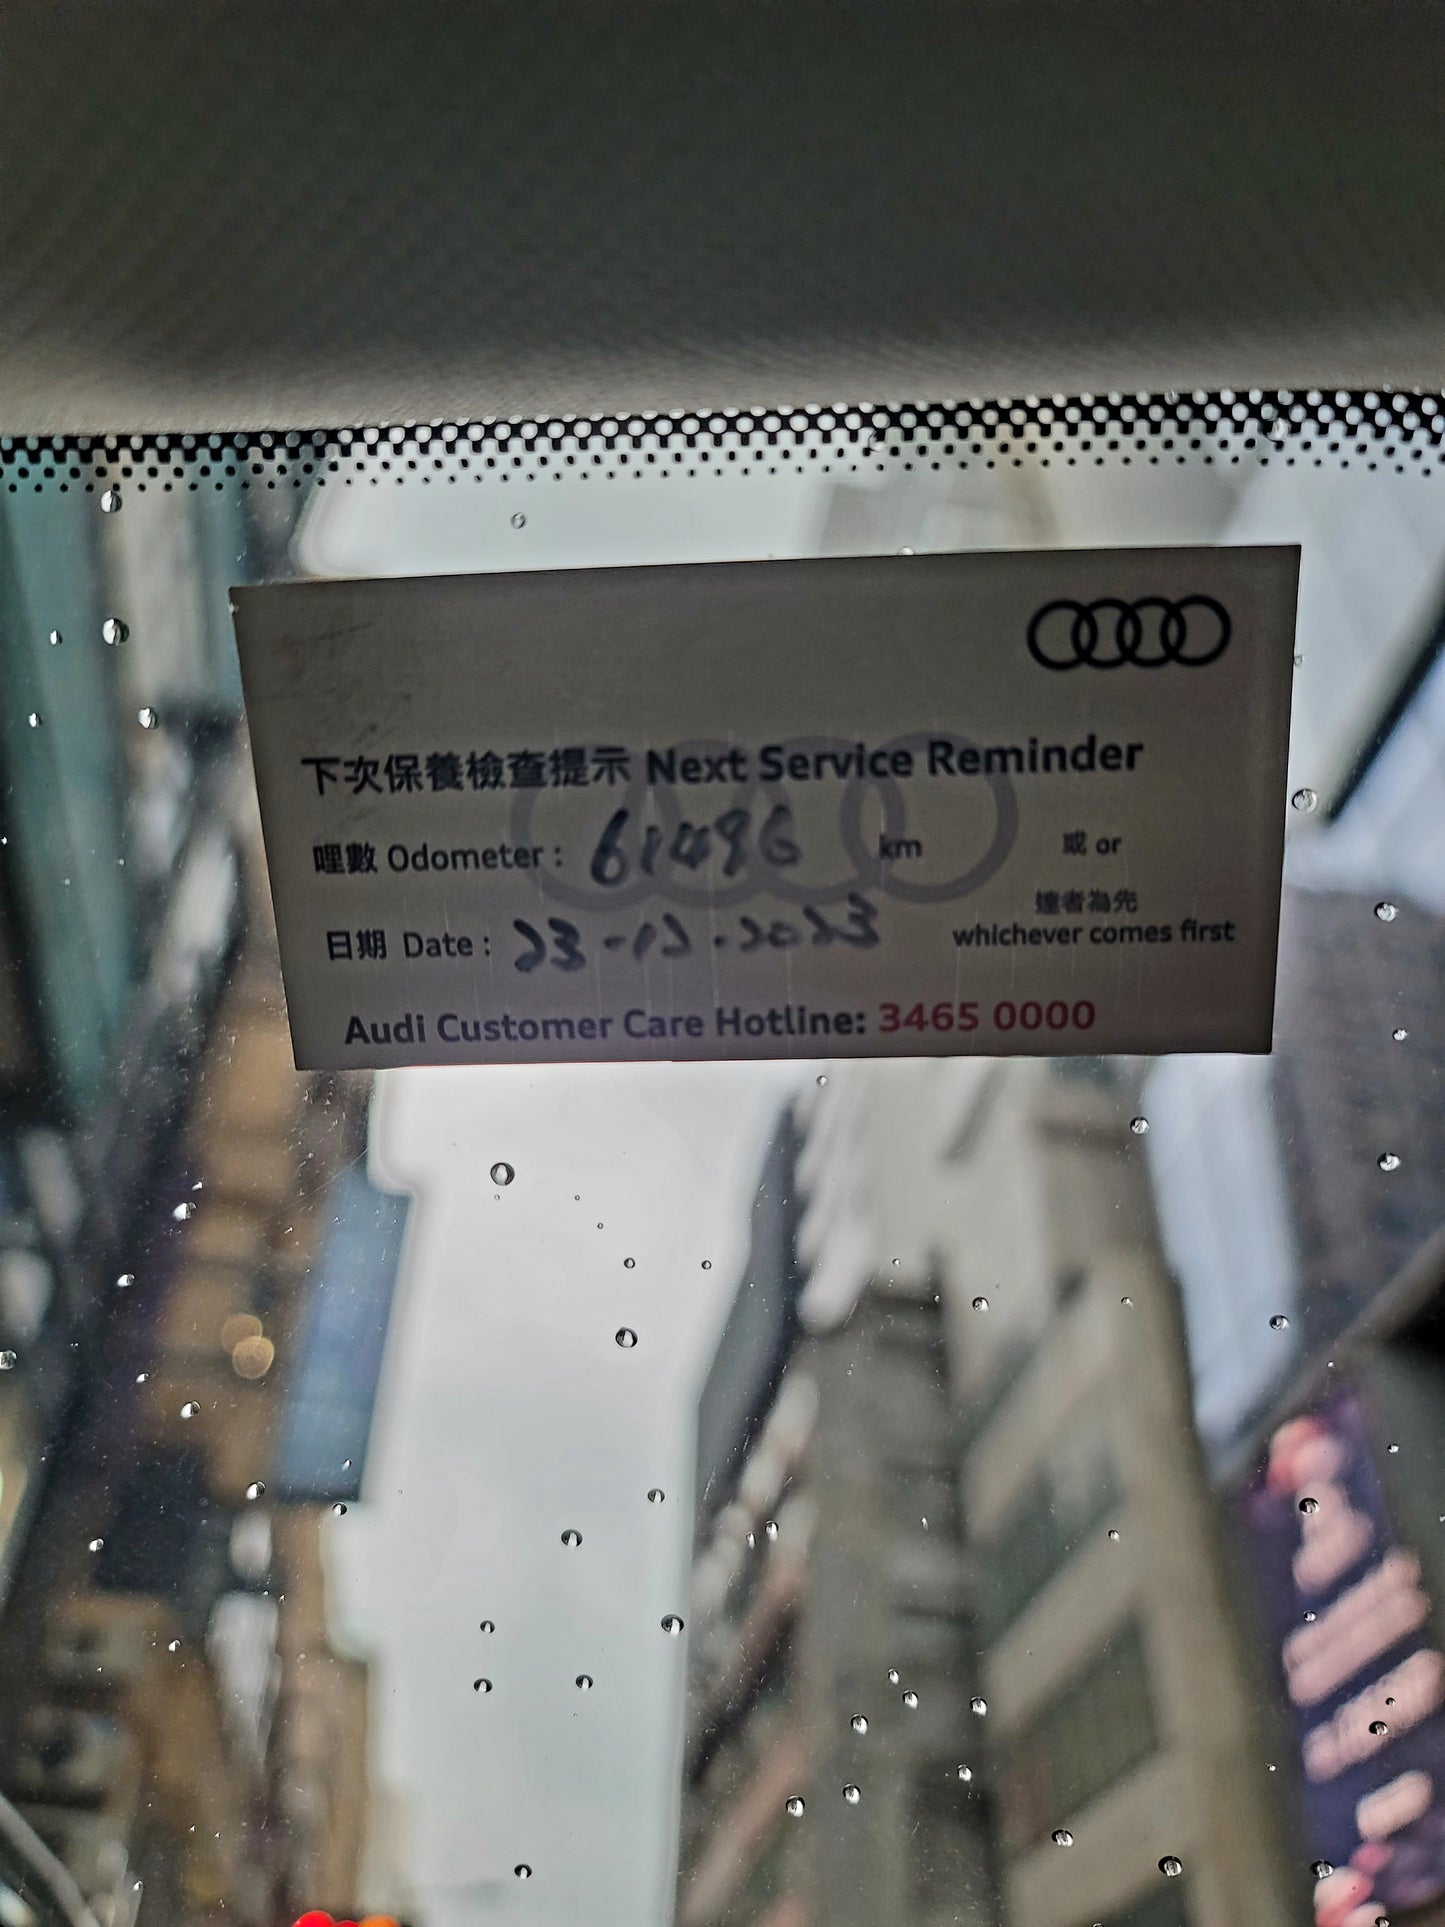 下次保養檢查提示 Next Service Reminder
哩數 Odometer : 61496 km 或 or
達者為先
日期 Date : 23-12-2023 whichever comes first
Audi Customer Care Hotline: 3465 0000